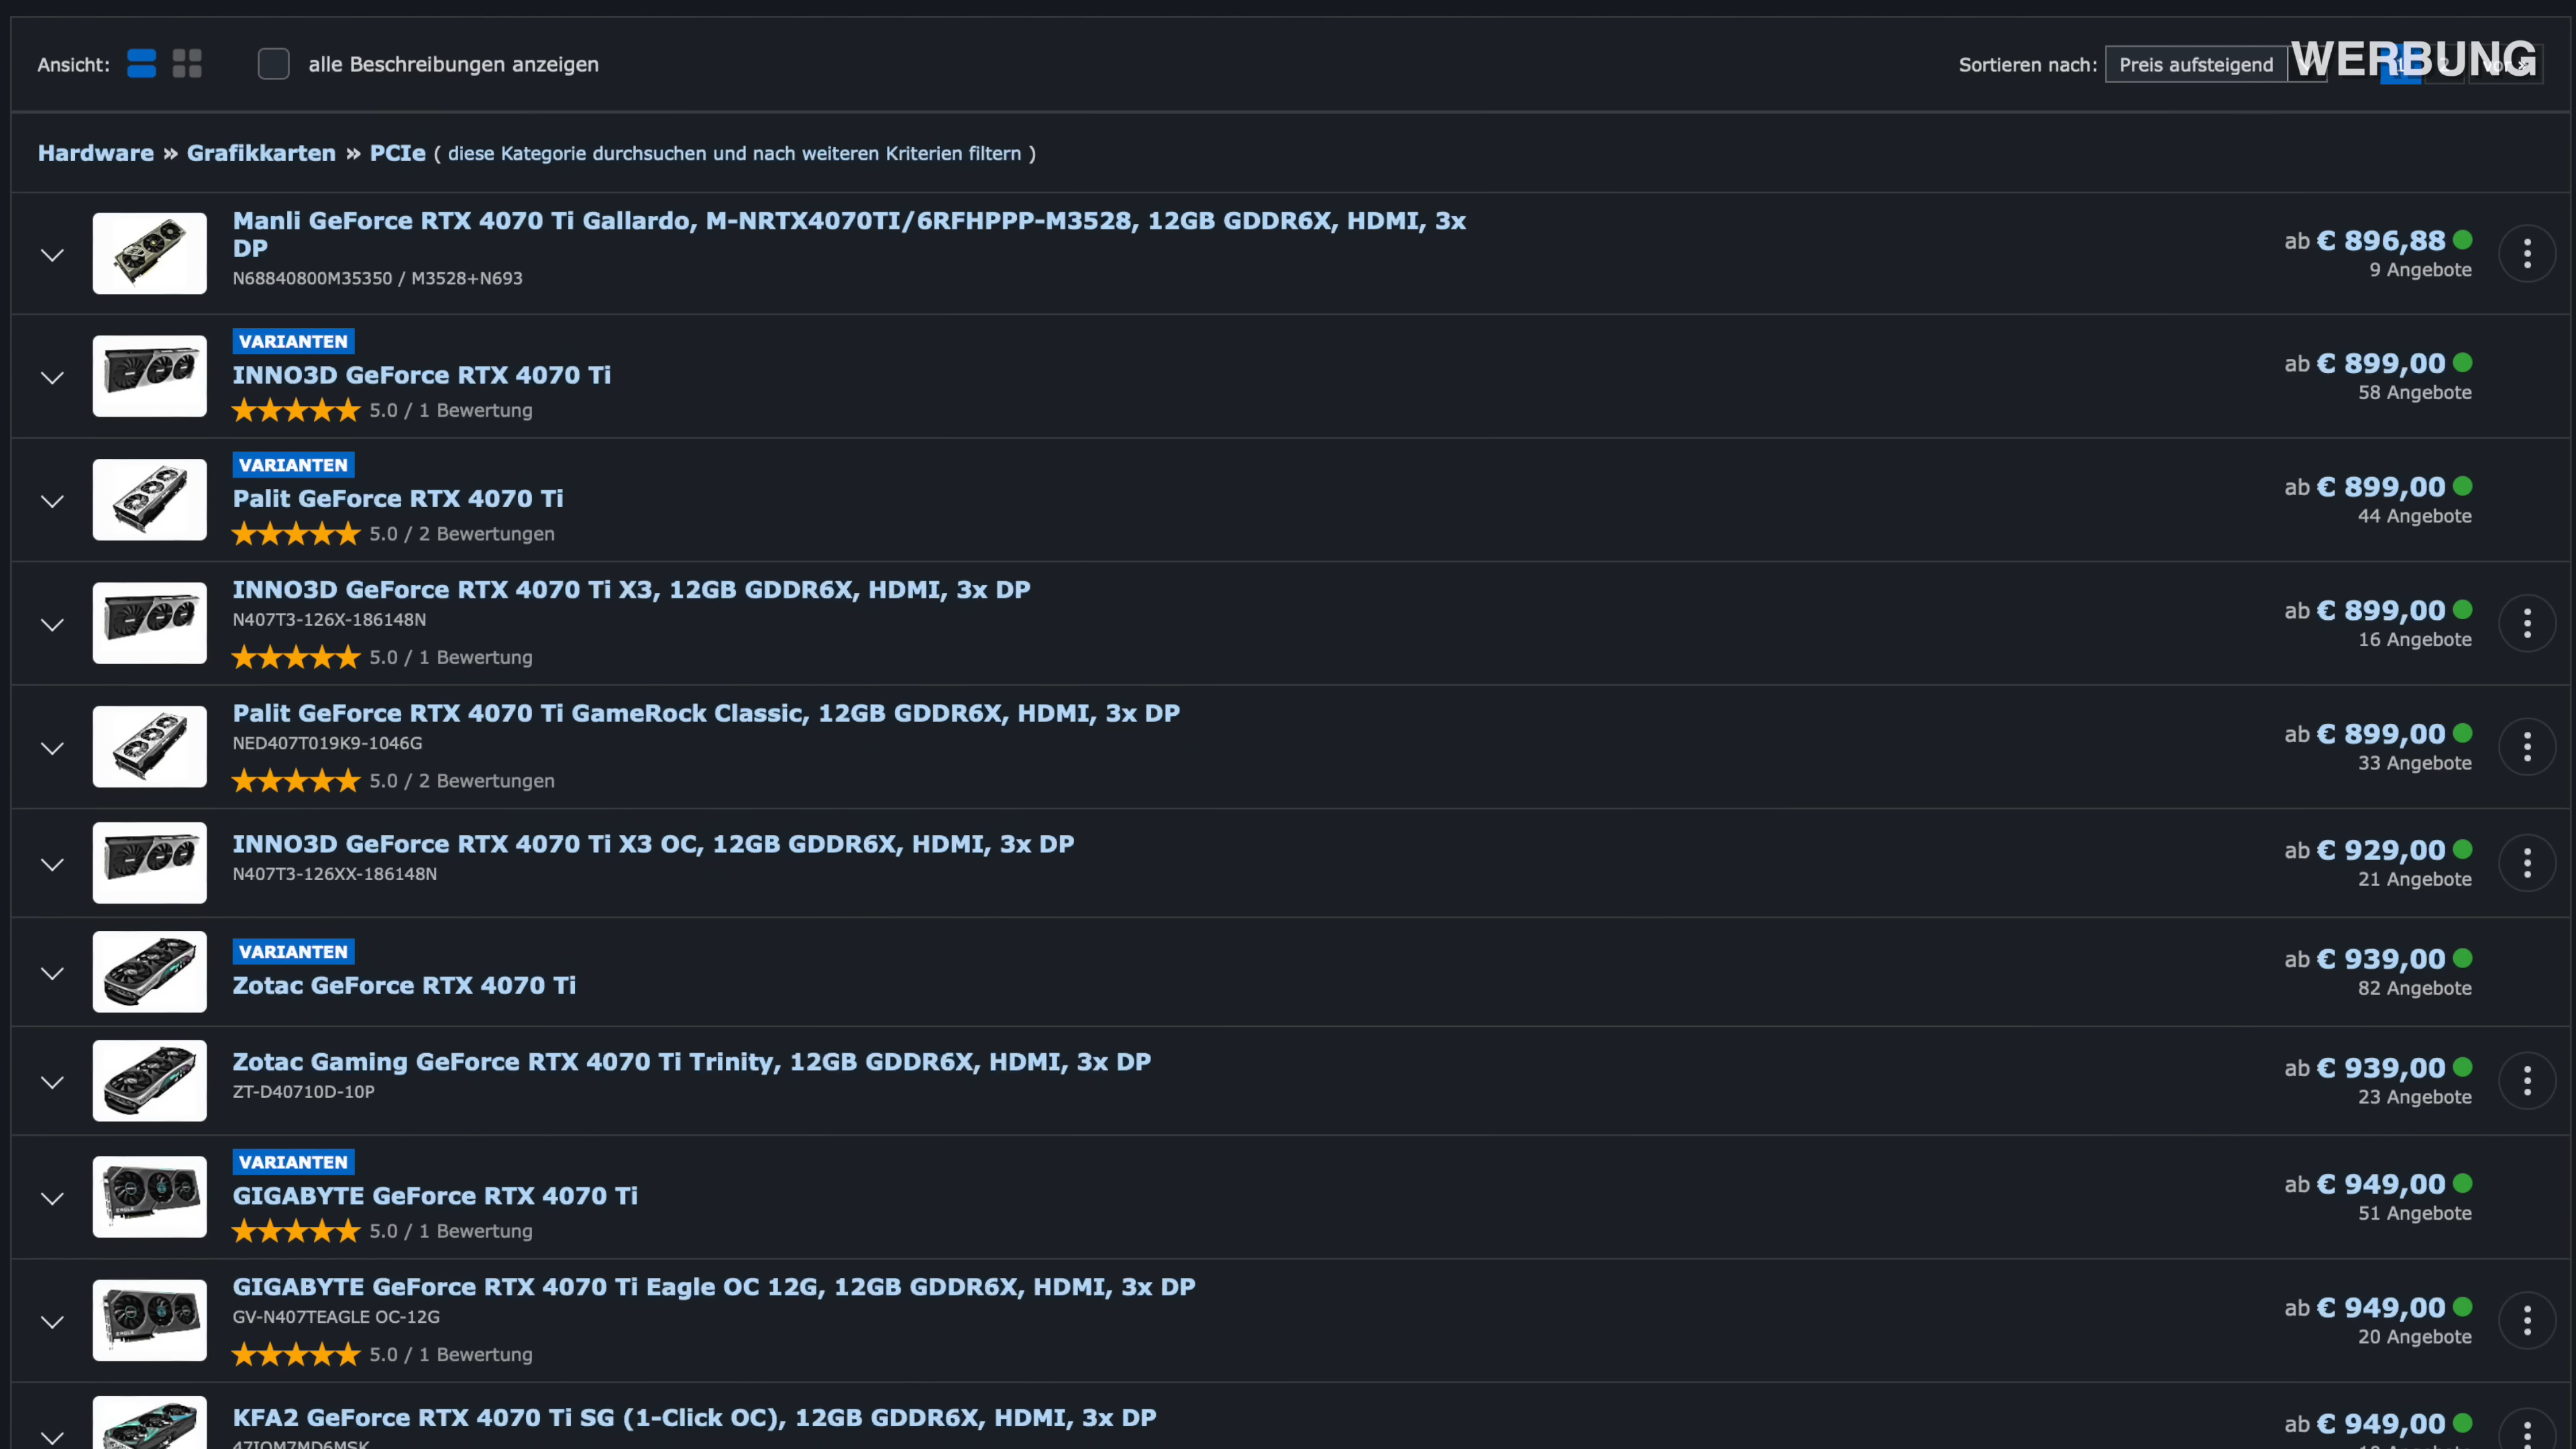 Ansicht: alle Beschreibungen anzeigen Sortieren nach: Preis aufsteigend WERBUNG
Hardware » Grafikkarten » PCIe ( diese Kategorie durchsuchen und nach weiteren Kriterien filtern )
Manli GeForce RTX 4070 Ti Gallardo, M-NRTX4070TI/6RFHPPP-M3528, 12GB GDDR6X, HDMI, 3x
DP
N68840800M35350 / M3528+N693
ab € 896,88
9 Angebote
VARIANTEN
INNO3D GeForce RTX 4070 Ti
5.0 / 1 Bewertung
ab € 899,00
58 Angebote
VARIANTEN
Palit GeForce RTX 4070 Ti
5.0 / 2 Bewertungen
ab € 899,00
44 Angebote
INNO3D GeForce RTX 4070 Ti X3, 12GB GDDR6X, HDMI, 3x DP
N407T3-126X-186148N
5.0 / 1 Bewertung
ab € 899,00
16 Angebote
Palit GeForce RTX 4070 Ti GameRock Classic, 12GB GDDR6X, HDMI, 3x DP
NED407T019K9-1046G
5.0 / 2 Bewertungen
ab € 899,00
33 Angebote
INNO3D GeForce RTX 4070 Ti X3 OC, 12GB GDDR6X, HDMI, 3x DP
N407T3-126XX-186148N
ab € 929,00
21 Angebote
VARIANTEN
Zotac GeForce RTX 4070 Ti
ab € 939,00
82 Angebote
Zotac Gaming GeForce RTX 4070 Ti Trinity, 12GB GDDR6X, HDMI, 3x DP
ZT-D40710D-10P
ab € 939,00
23 Angebote
VARIANTEN
GIGABYTE GeForce RTX 4070 Ti
5.0 / 1 Bewertung
ab € 949,00
51 Angebote
GIGABYTE GeForce RTX 4070 Ti Eagle OC 12G, 12GB GDDR6X, HDMI, 3x DP
GV-N407TEAGLE OC-12G
5.0 / 1 Bewertung
ab € 949,00
20 Angebote
KFA2 GeForce RTX 4070 Ti SG (1-Click OC), 12GB GDDR6X, HDMI, 3x DP
ab € 949,00